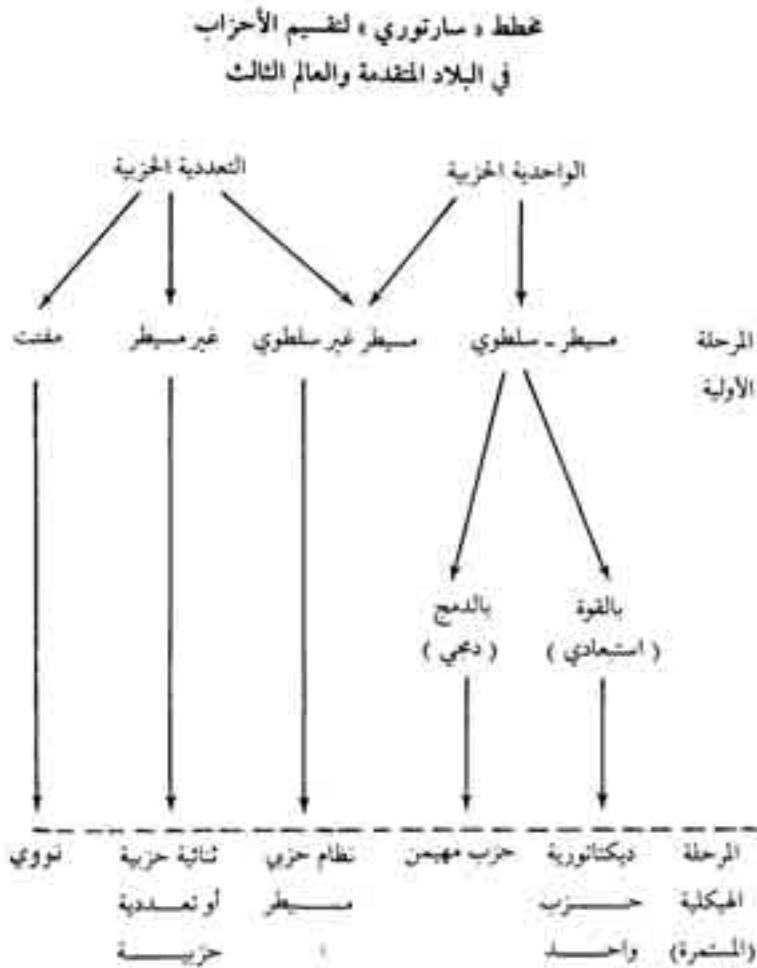 مخطط « سارتوري » لتقسيم الأحزاب
في البلاد المتقدمة والعالم الثالث
الواحدية الحزبية التعددية الحزبية
المرحلة مسيطر - سلطوي مسيطر غير سلطوي غير مسيطر مفتت
الأولية
بالقوة بالدمج
( استبعادي ) ( دمجي )
المرحلة ديكتاتورية حزب مهيمن نظام حزبي ثنائية حزبية نووي
الهيكلية حزب مسيطر أو تعددية
(المستمرة) واحد حزبية